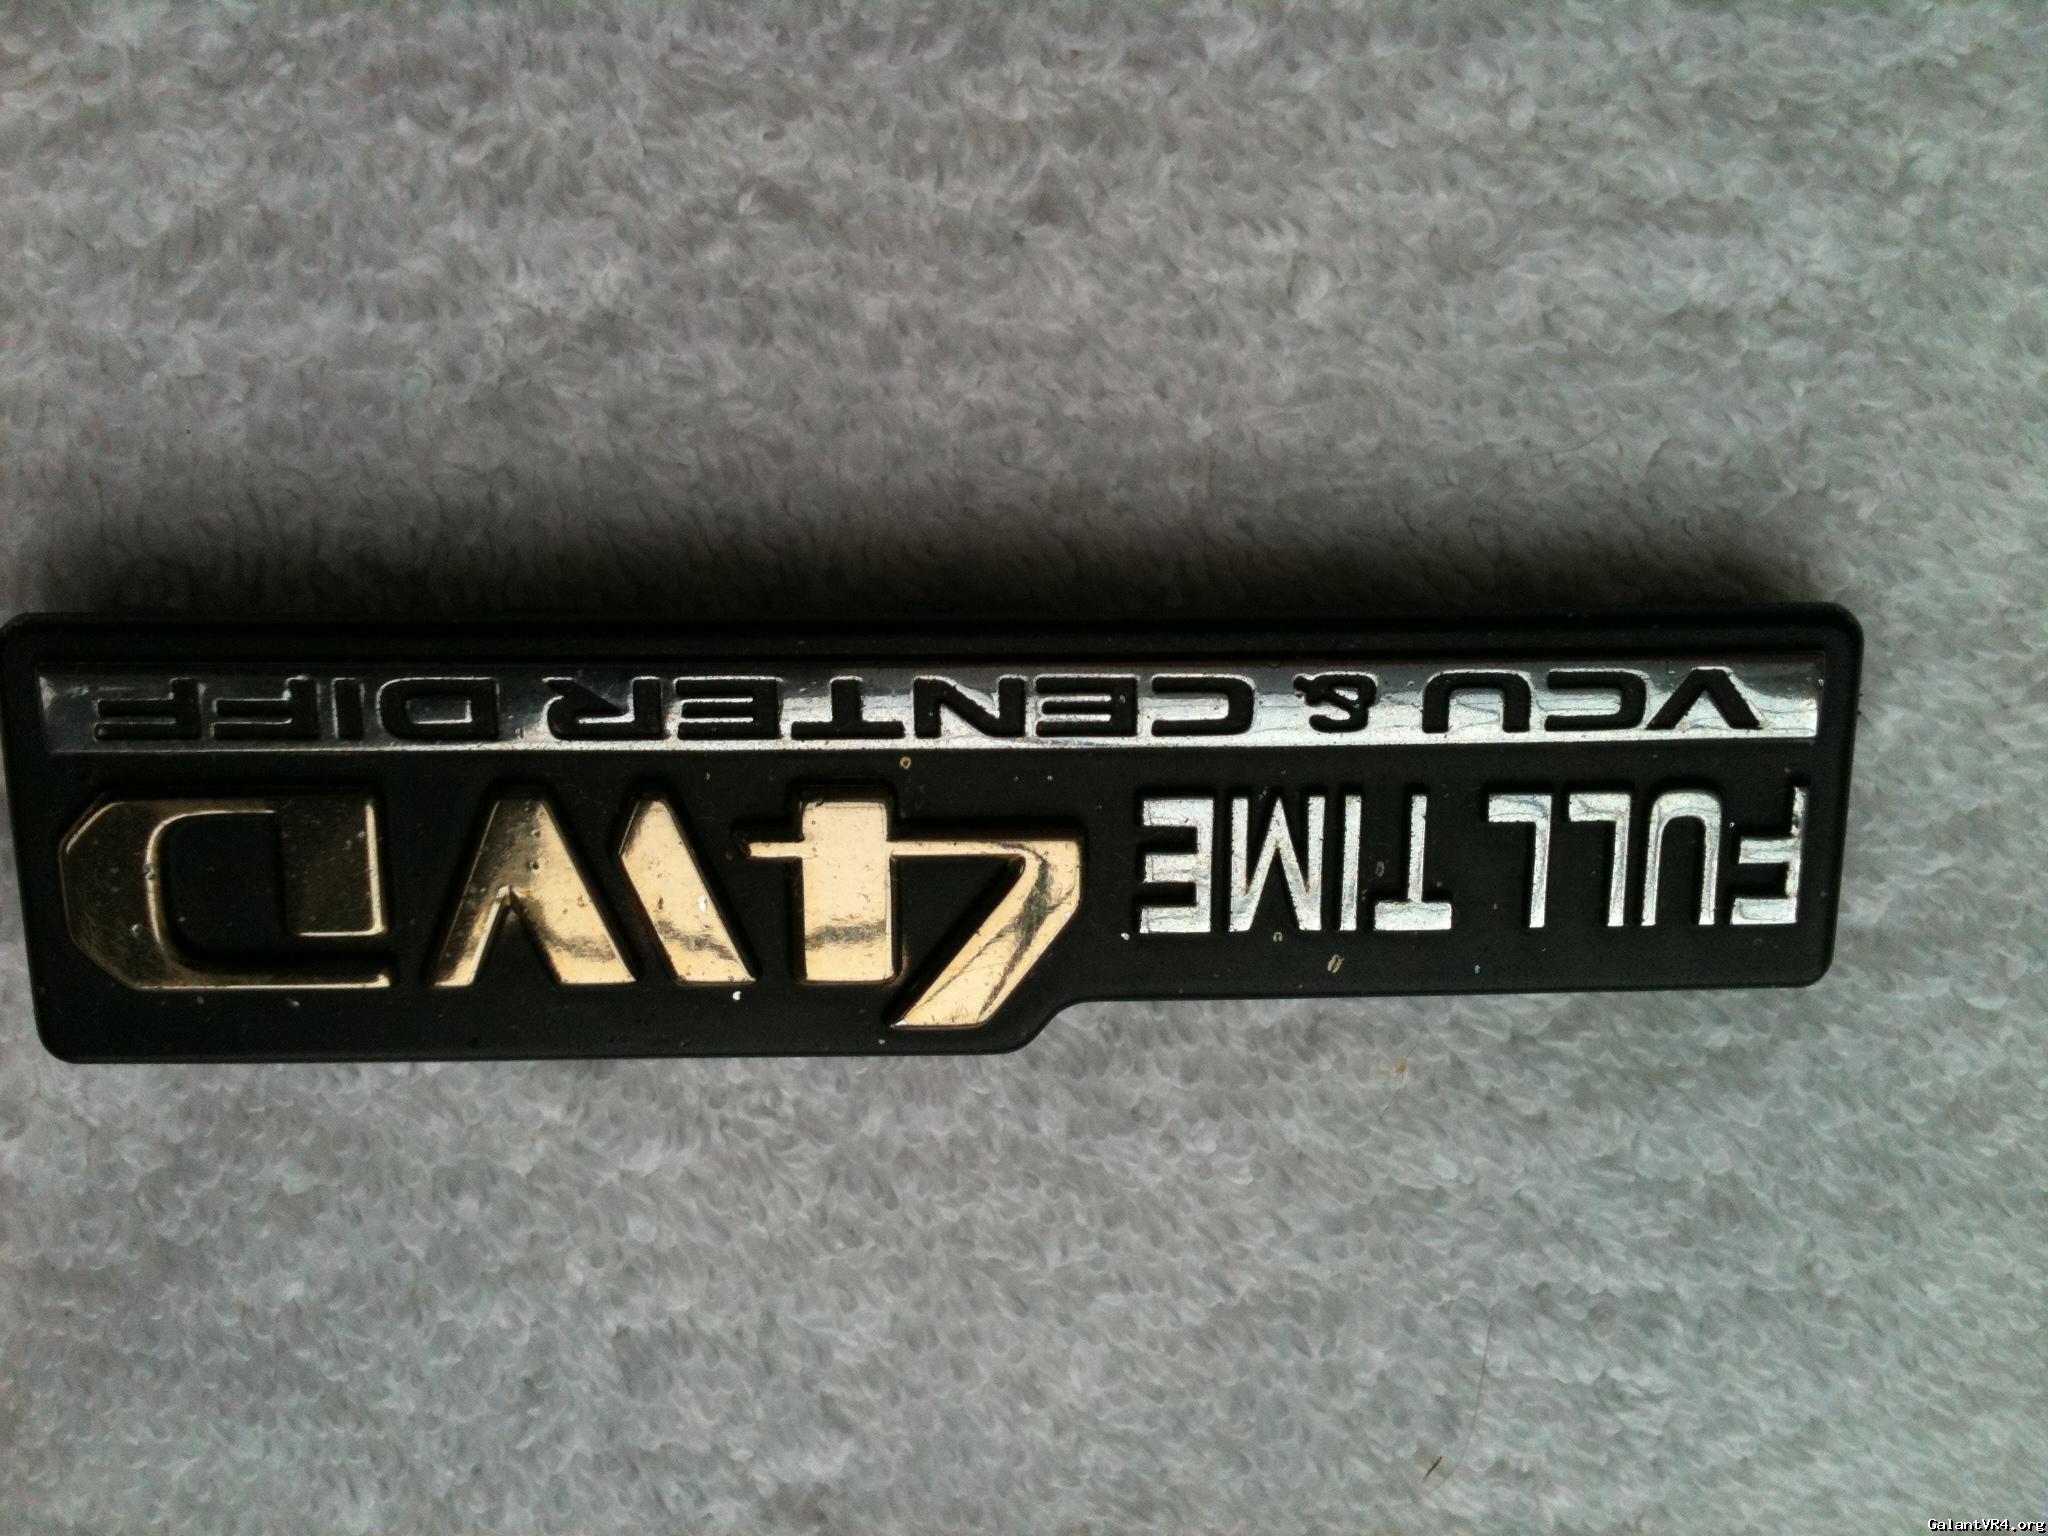 FULL TIME 4WD
VCU & CENTER DIFF
GalantVR4.org